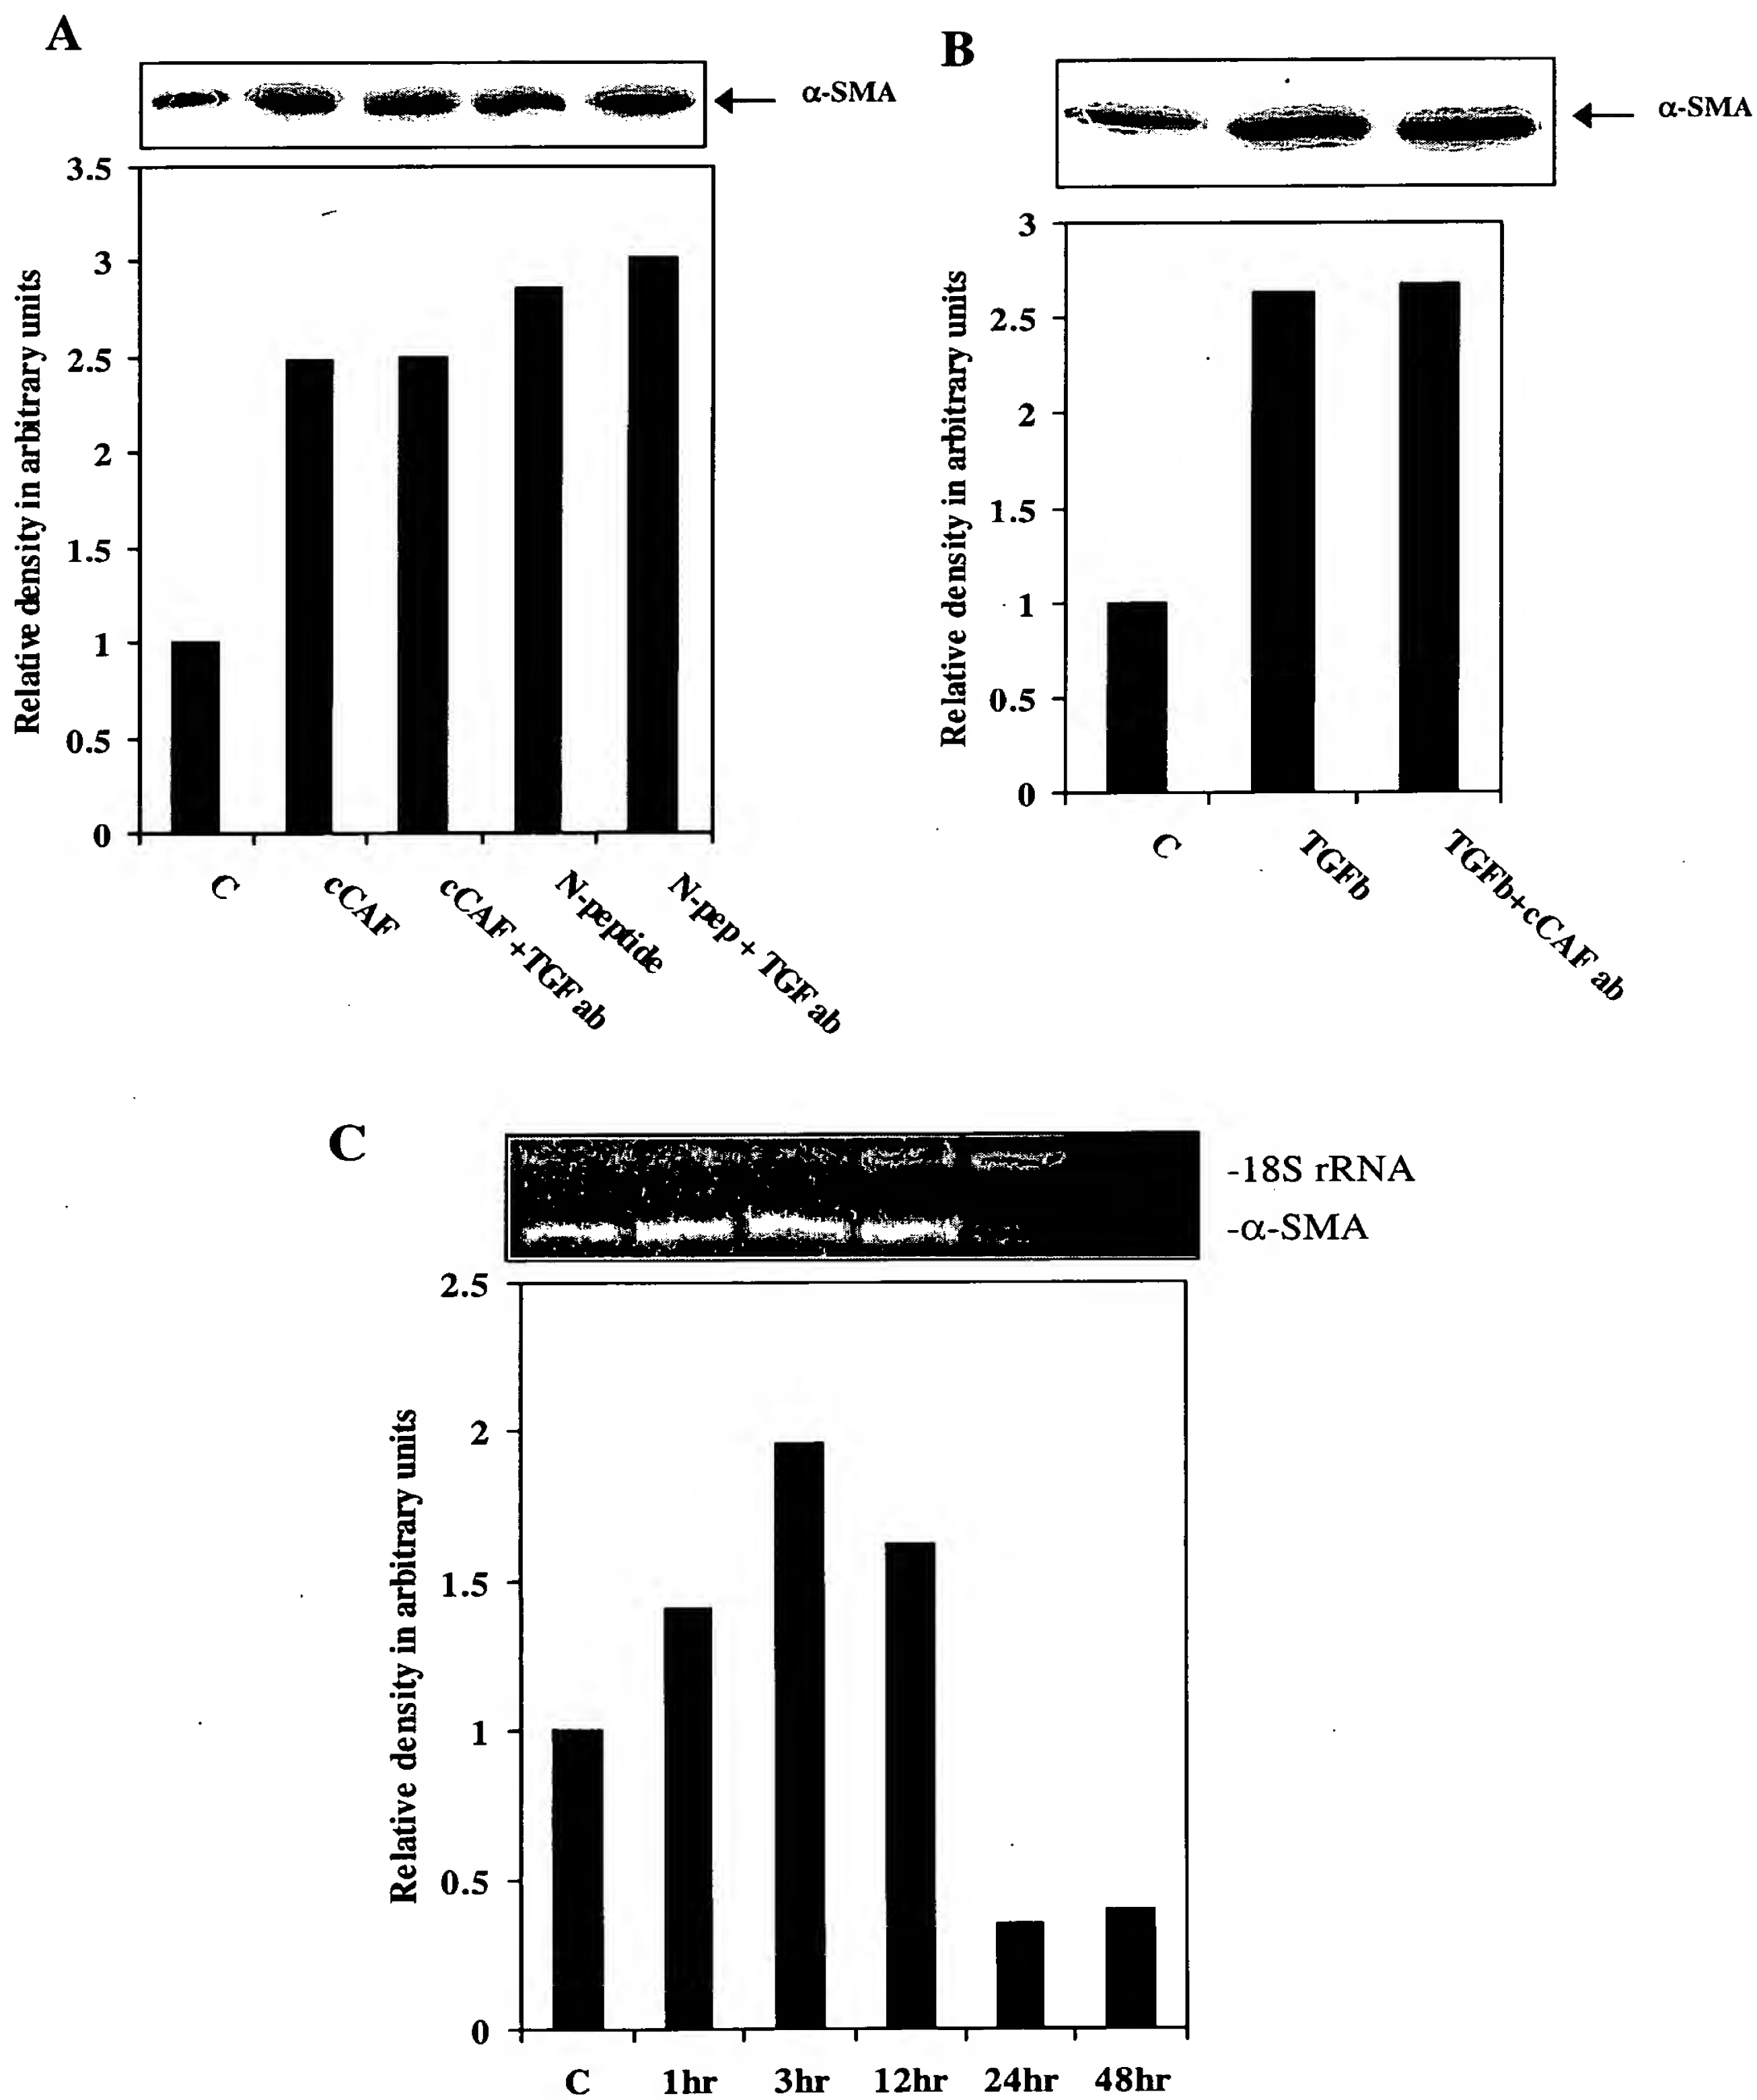 A
α-SMA
3.5
3
2.5
2
1.5
1
0.5
0
Relative density in arbitrary units
C
cCAF
cCAF+TGF ab
N-peptide
N-pep + TGF ab
B
α-SMA
3
2.5
2
1.5
1
0.5
0
Relative density in arbitrary units
C
TGFb
TGFb+cCAF ab
C
-18S rRNA
-α-SMA
2.5
2
1.5
1
0.5
0
Relative density in arbitrary units
C 1hr 3hr 12hr 24hr 48hr